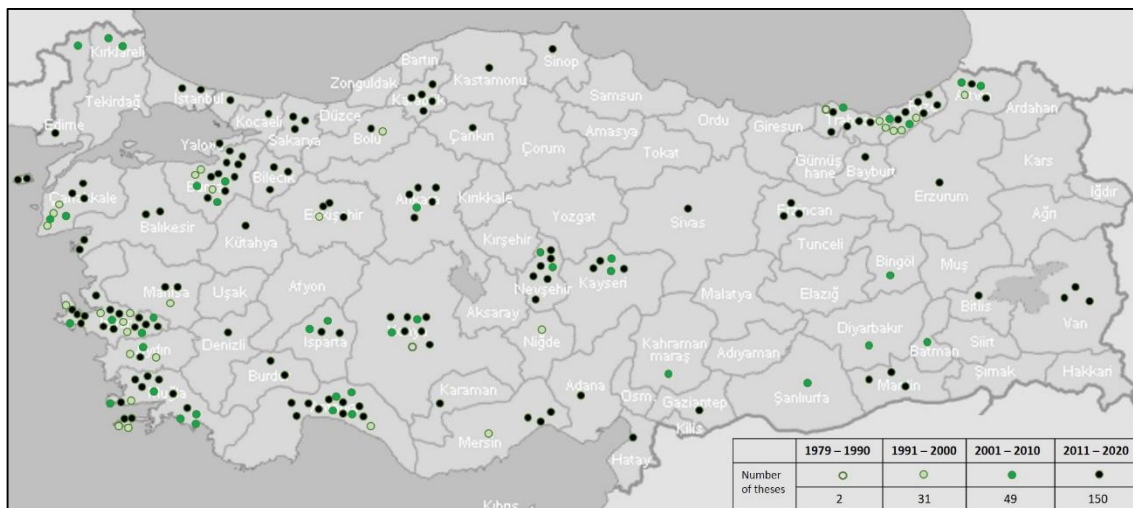 Kırklareli
Sinop
Bartın
Kastamonu
Zonguldak
İstanbul
Tekirdağ
Samsun
Ardahan
Düzce
Kocaeli
Edirne
Sakarya
Bolu
Çankırı
Ordu
Giresun
Amasya
Çorum
Kars
Tokat
Gümüş
hane
Bayburt
Bilecik
Iğdır
Kırıkkale
Ankara
Erzurum
Eskişehir
Balıkesir
Sivas
Erzincan
Ağrı
Yozgat
Kütahya
Kırşehir
Tunceli
Bingöl
Muş
Manisa
Uşak
Afyon
Nevşehir
Kayseri
Elazığ
Malatya
Bitlis
Van
Aksaray
Diyarbakır
Isparta
Denizli
Niğde
Kahraman
maraş
Adıyaman
Batman
Siirt
Hakkari
Şırnak
Burdur
Karaman
Adana
Osm.
Gaziantep
Şanlıurfa
Mersin
Kilis
Hatay
Kıbrıs
1979 – 1990 1991 – 2000 2001 – 2010 2011 – 2020
Number
of theses
2 31 49 150